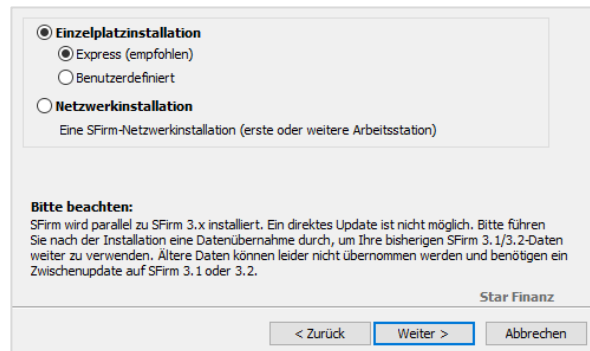 Einzelplatzinstallation
Express (empfohlen)
Benutzerdefiniert
Netzwerkinstallation
Eine SFirm-Netzwerkinstallation (erste oder weitere Arbeitsstation)
Bitte beachten:
SFirm wird parallel zu SFirm 3.x installiert. Ein direktes Update ist nicht möglich. Bitte führen
Sie nach der Installation eine Datenübernahme durch, um Ihre bisherigen SFirm 3.1/3.2-Daten
weiter zu verwenden. Ältere Daten können leider nicht übernommen werden und benötigen ein
Zwischenupdate auf SFirm 3.1 oder 3.2.
Star Finanz
< Zurück
Weiter >
Abbrechen